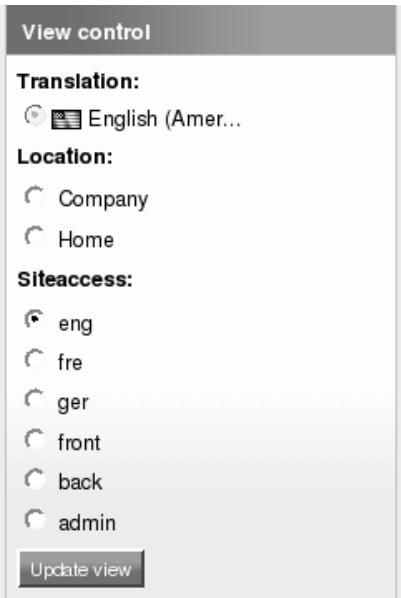 View control
Translation:
English (Amer...
Location:
Company
Home
Siteaccess:
eng
fre
ger
front
back
admin
Update view